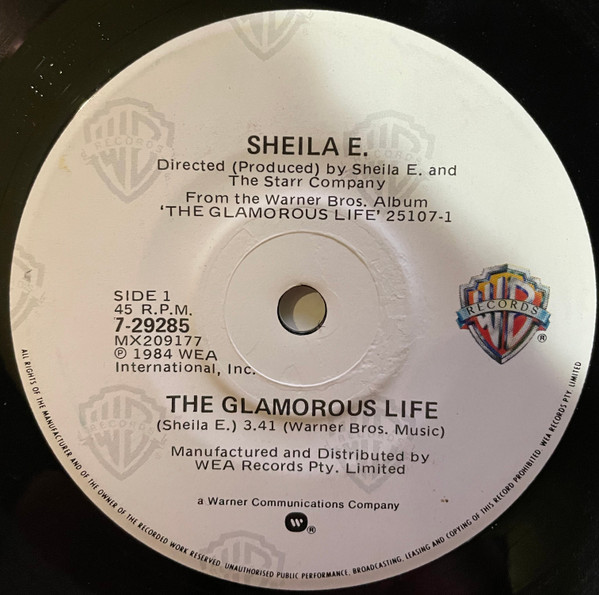 SHEILA E.
Directed (Produced) by Sheila E. and
The Starr Company
From the Warner Bros. Album
'THE GLAMOROUS LIFE' 25107-1
SIDE 1
45 R.P.M.
7-29285
MX209177
Ⓟ 1984 WEA
International, Inc.
WB
RECORDS
®
THE GLAMOROUS LIFE
(Sheila E.) 3.41 (Warner Bros. Music)
Manufactured and Distributed by
WEA Records Pty. Limited
a Warner Communications Company
®
ALL RIGHTS OF THE MANUFACTURER AND OF THE OWNER OF THE RECORDED WORK RESERVED. UNAUTHORISED PUBLIC PERFORMANCE, BROADCASTING, LEASING AND COPYING OF THIS RECORD PROHIBITED. WEA RECORDS PTY. LIMITED